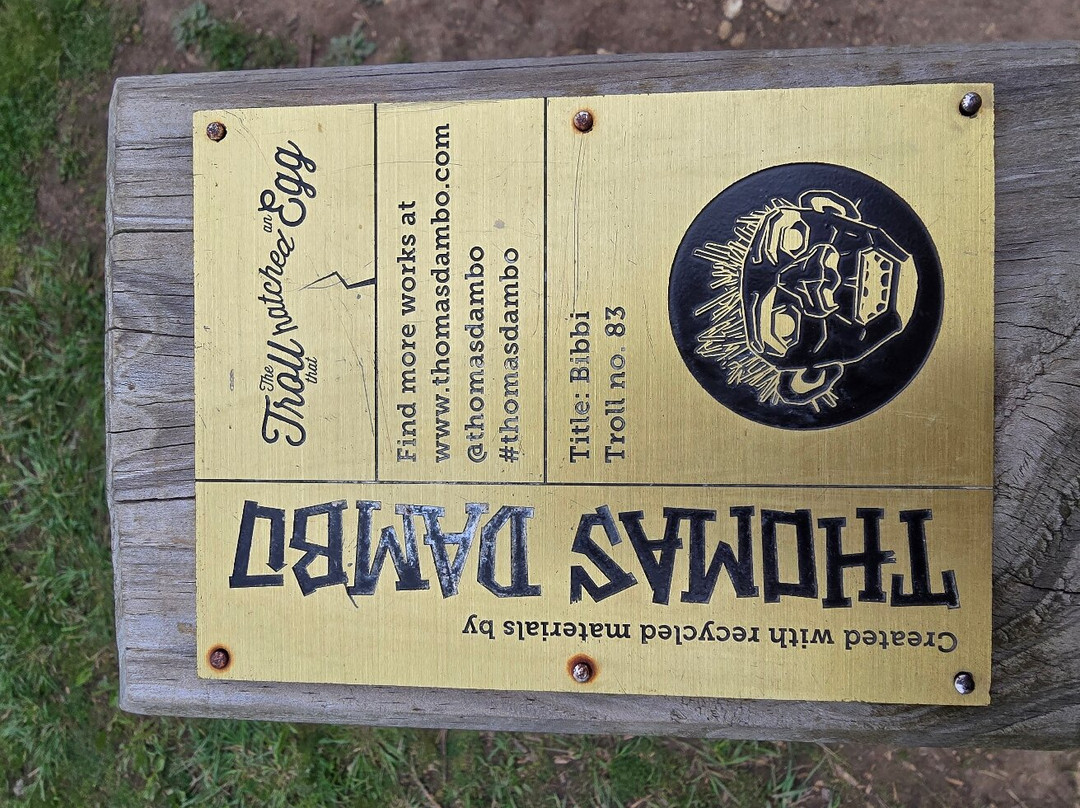 The
Troll hatched an Egg
that
Find more works at
www.thomasdambo.com
@thomasdambo
#thomasdambo
Title: Bibbi
Troll no. 83
Created with recycled materials by
THOMAS DAMBO